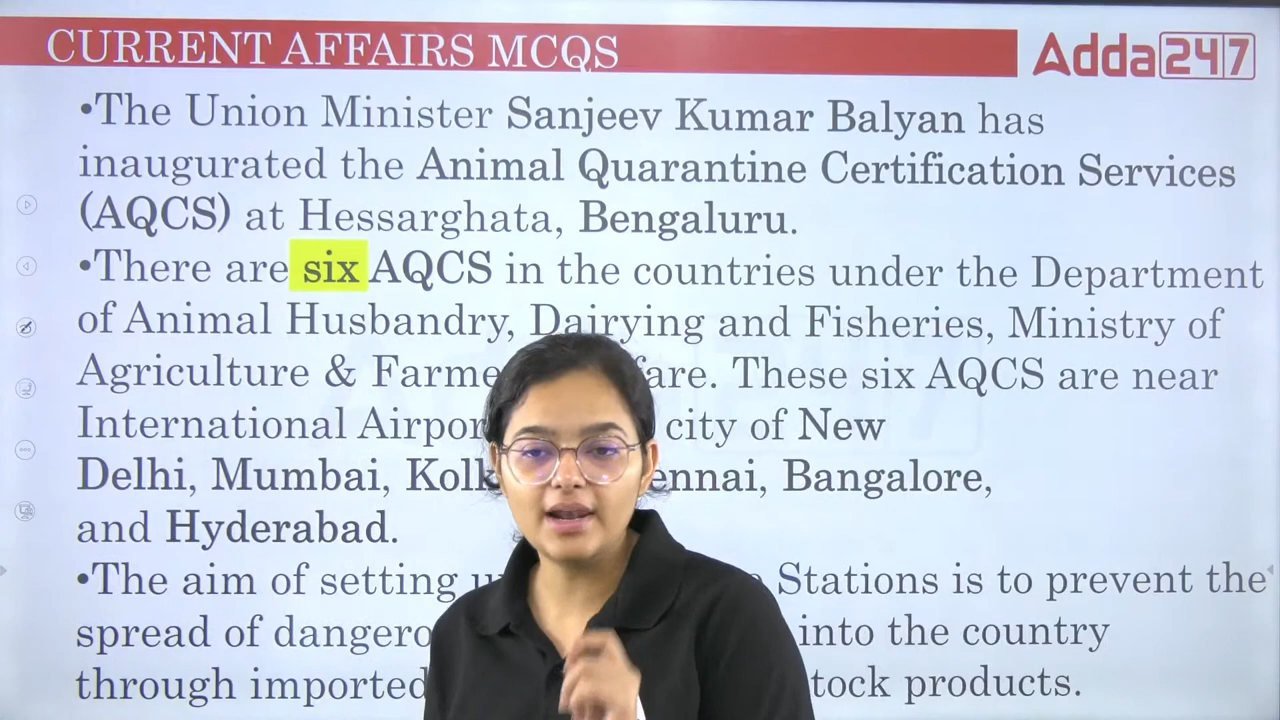 CURRENT AFFAIRS MCQS
Adda247
•The Union Minister Sanjeev Kumar Balyan has
inaugurated the Animal Quarantine Certification Services
(AQCS) at Hessarghata, Bengaluru.
•There are six AQCS in the countries under the Department
of Animal Husbandry, Dairying and Fisheries, Ministry of
Agriculture & Farme fare. These six AQCS are near
International Airpor city of New
Delhi, Mumbai, Kolk ennai, Bangalore,
and Hyderabad.
•The aim of setting u Stations is to prevent the
spread of dangero into the country
through imported tock products.